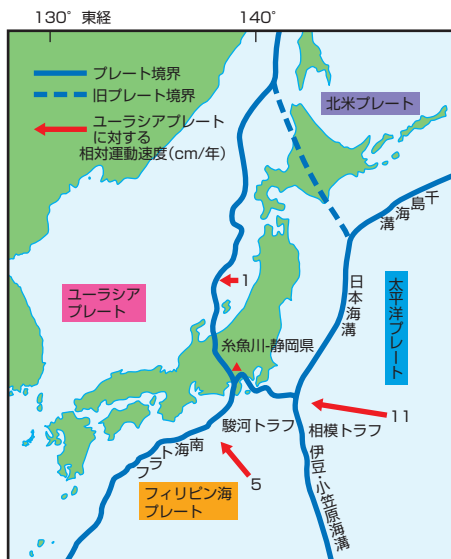 130° 東経
140°
プレート境界
旧プレート境界
ユーラシアプレート
に対する
相対運動速度(cm/年)
北米プレート
千島海溝
ユーラシア
プレート
1
日本海溝
太平洋プレート
糸魚川-静岡県
11
駿河トラフ
相模トラフ
南海トラフ
5
伊豆・小笠原海溝
フィリピン海
プレート